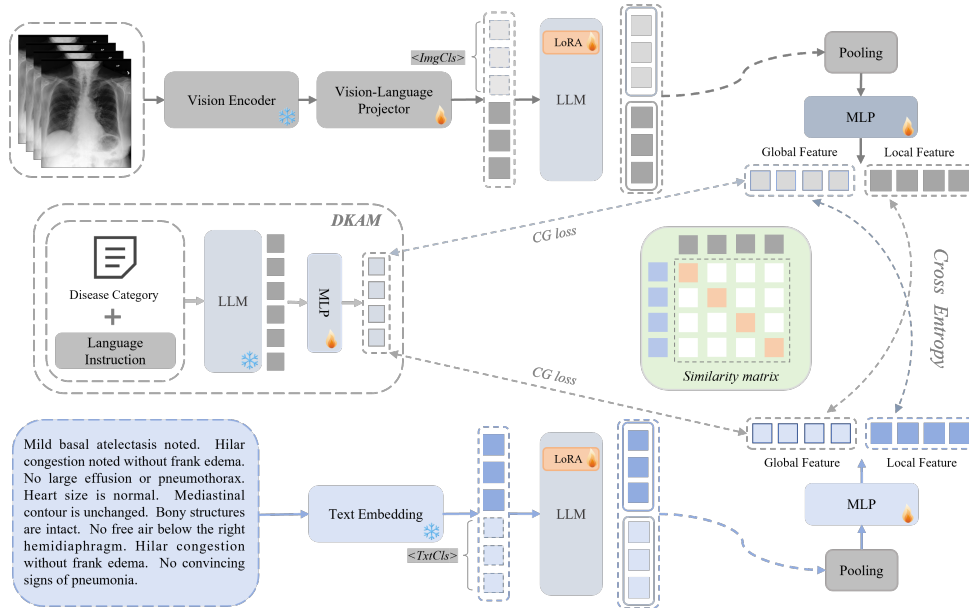 <ImgCls>
LoRA
LLM
Vision Encoder
Vision-Language
Projector
Pooling
MLP
Global Feature
Local Feature
DKAM
Disease Category
+
Language
Instruction
LLM
MLP
CG loss
CG loss
Similarity matrix
Cross Entropy
Mild basal atelectasis noted. Hilar
congestion noted without frank edema.
No large effusion or pneumothorax.
Heart size is normal. Mediastinal
contour is unchanged. Bony structures
are intact. No free air below the right
hemidiaphragm. Hilar congestion
without frank edema. No convincing
signs of pneumonia.
Text Embedding
<TxtCls>
LoRA
LLM
Global Feature
Local Feature
MLP
Pooling